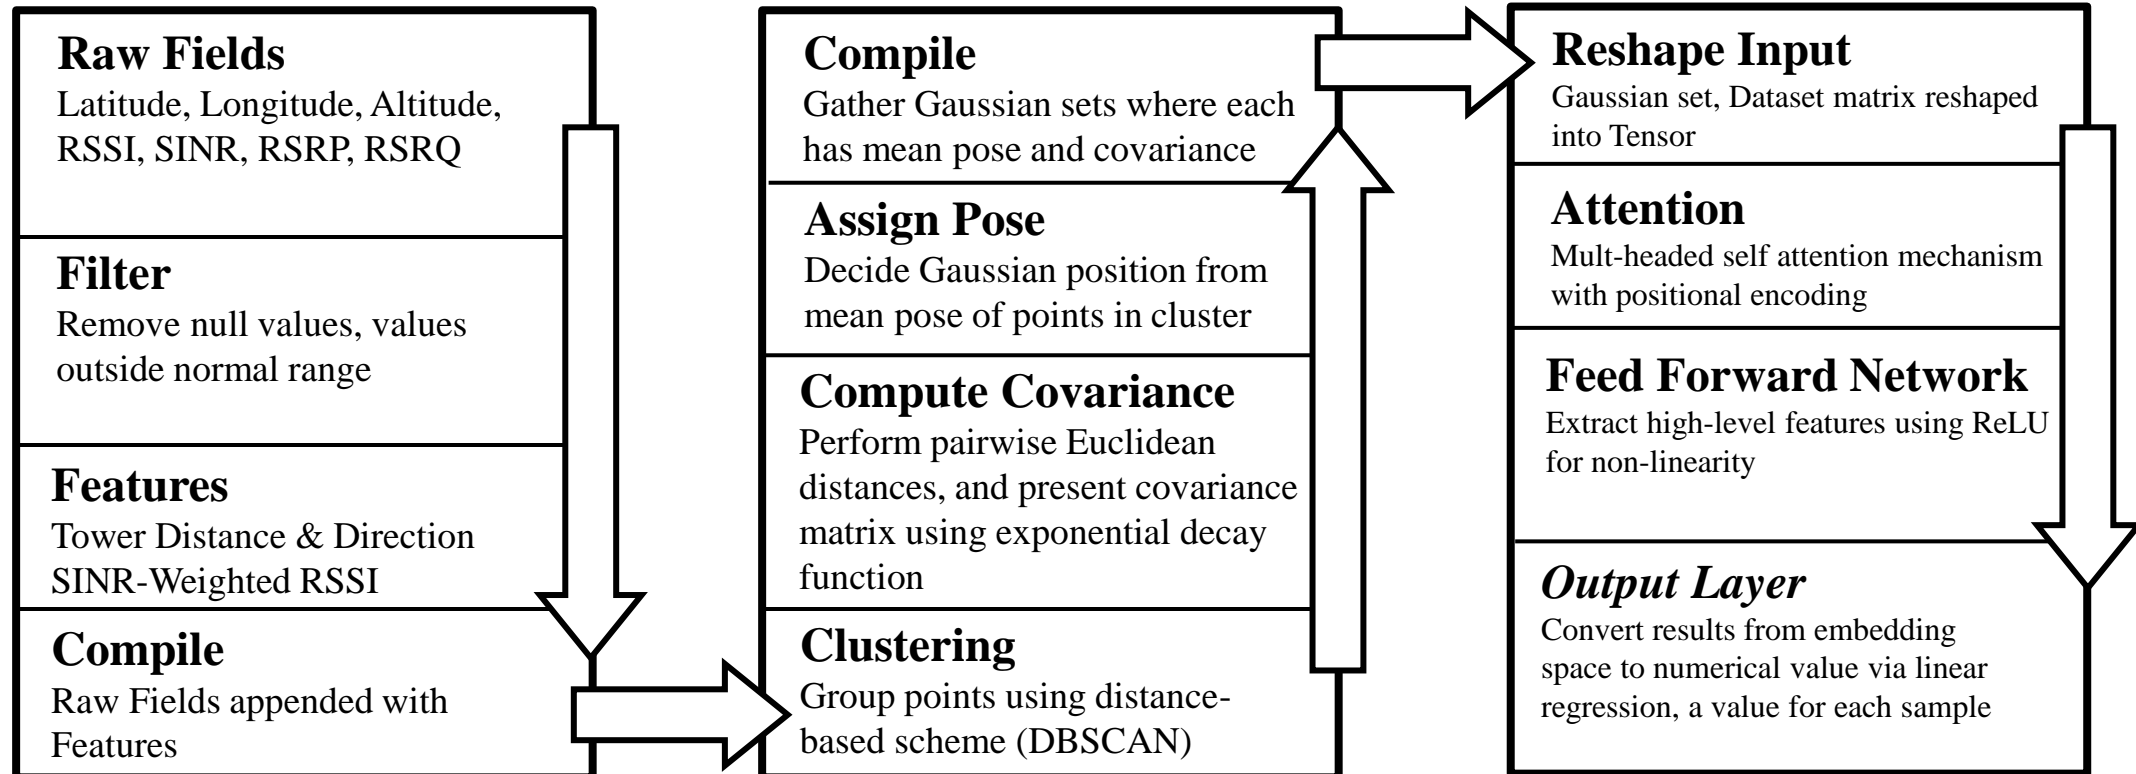 Raw Fields
Latitude, Longitude, Altitude,
RSSI, SINR, RSRP, RSRQ
Filter
Remove null values, values
outside normal range
Features
Tower Distance & Direction
SINR-Weighted RSSI
Compile
Raw Fields appended with
Features
Compile
Gather Gaussian sets where each
has mean pose and covariance
Assign Pose
Decide Gaussian position from
mean pose of points in cluster
Compute Covariance
Perform pairwise Euclidean
distances, and present covariance
matrix using exponential decay
function
Clustering
Group points using distance-
based scheme (DBSCAN)
Reshape Input
Gaussian set, Dataset matrix reshaped
into Tensor
Attention
Mult-headed self attention mechanism
with positional encoding
Feed Forward Network
Extract high-level features using ReLU
for non-linearity
Output Layer
Convert results from embedding
space to numerical value via linear
regression, a value for each sample